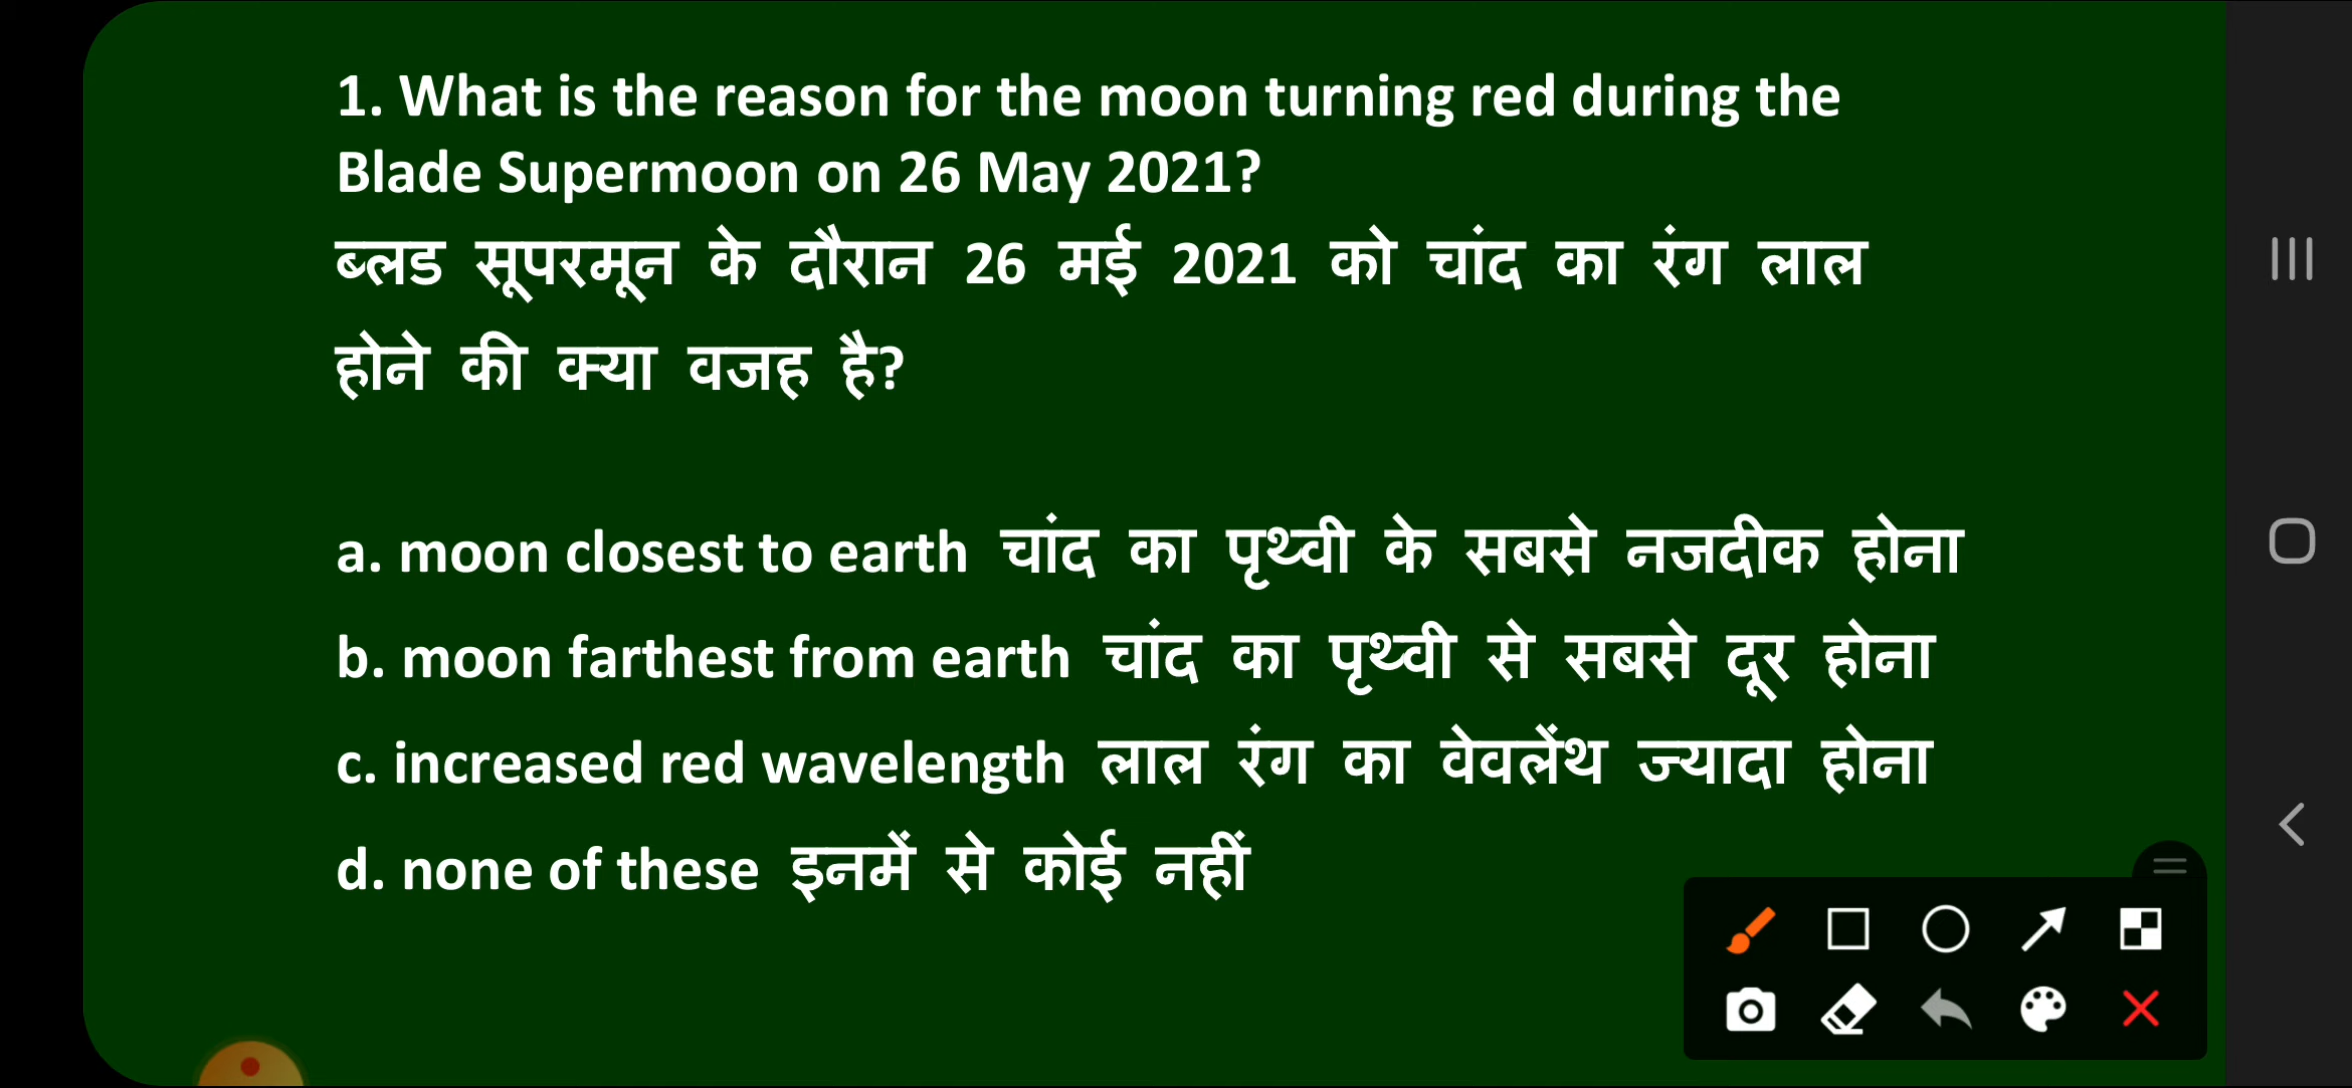 1. What is the reason for the moon turning red during the
Blade Supermoon on 26 May 2021?
ब्लड सूपरमून के दौरान 26 मई 2021 को चांद का रंग लाल
होने की क्या वजह है?
a. moon closest to earth चांद का पृथ्वी के सबसे नजदीक होना
b. moon farthest from earth चांद का पृथ्वी से सबसे दूर होना
c. increased red wavelength लाल रंग का वेवलेंथ ज्यादा होना
d. none of these इनमें से कोई नहीं